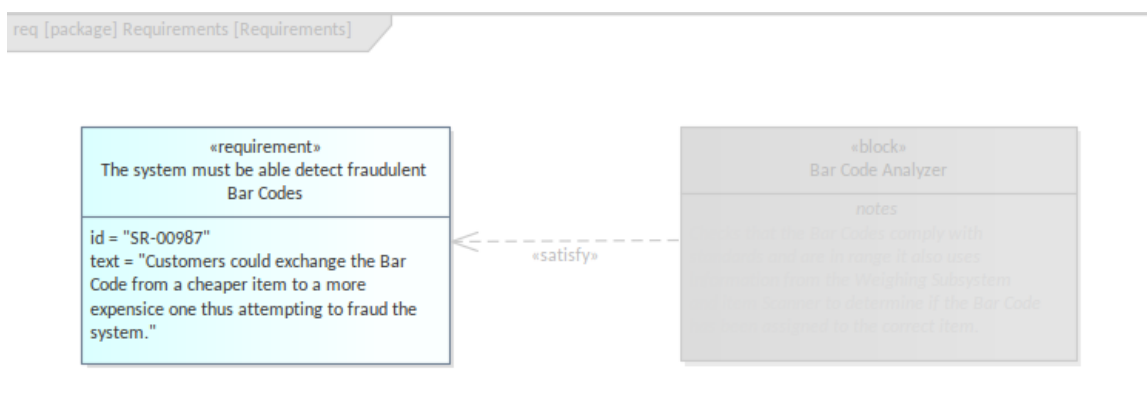 req [package] Requirements [Requirements]
«requirement»
The system must be able detect fraudulent
Bar Codes
id = "SR-00987"
text = "Customers could exchange the Bar
Code from a cheaper item to a more
expensice one thus attempting to fraud the
system."
«satisfy»
«block»
Bar Code Analyzer
notes
that the Bar Codes comply with
and are in range it also uses
from the Weighing Subsystem
to determine if the Bar Code
to the correct item.